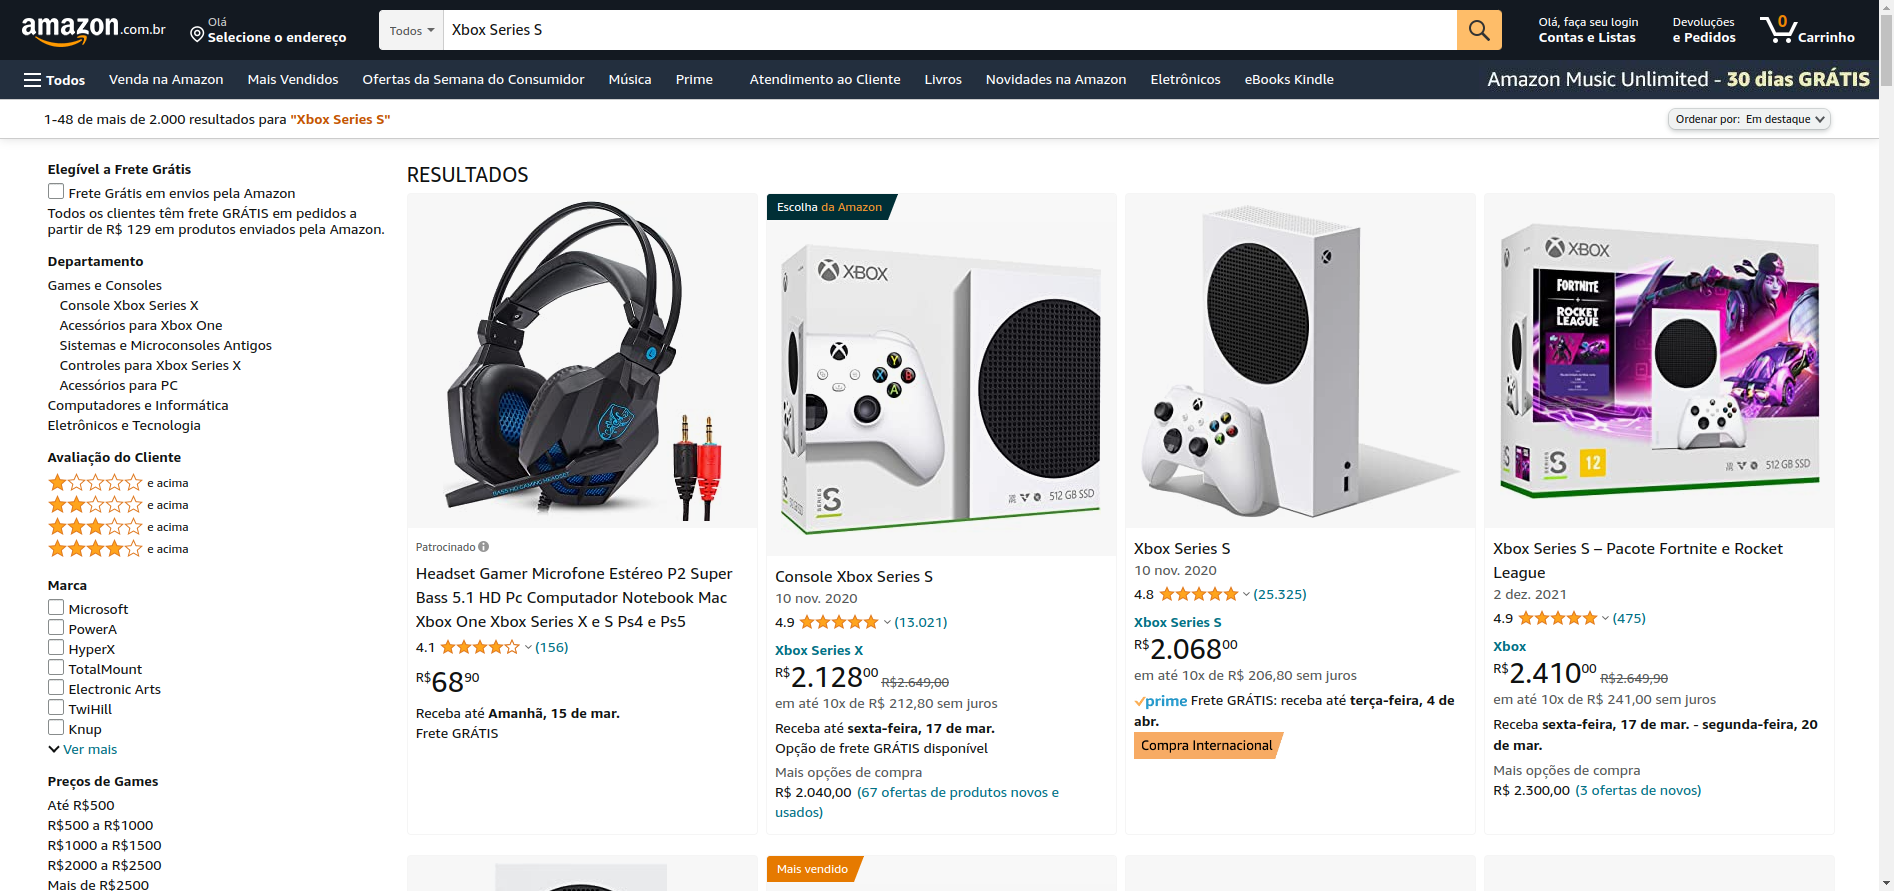 amazon.com.br
Olá
Selecione o endereço
Todos
Xbox Series S
Olá, faça seu login
Contas e Listas
Devoluções
e Pedidos
0
Carrinho
Todos
Venda na Amazon
Mais Vendidos
Ofertas da Semana do Consumidor
Música
Prime
Atendimento ao Cliente
Livros
Novidades na Amazon
Eletrônicos
eBooks Kindle
Amazon Music Unlimited - 30 dias GRÁTIS
1-48 de mais de 2.000 resultados para "Xbox Series S"
Ordenar por: Em destaque
Elegível a Frete Grátis
Frete Grátis em envios pela Amazon
Todos os clientes têm frete GRÁTIS em pedidos a
partir de R$ 129 em produtos enviados pela Amazon.
Departamento
Games e Consoles
Console Xbox Series X
Acessórios para Xbox One
Sistemas e Microconsoles Antigos
Controles para Xbox Series X
Acessórios para PC
Computadores e Informática
Eletrônicos e Tecnologia
Avaliação do Cliente
e acima
e acima
e acima
e acima
Marca
Microsoft
PowerA
HyperX
TotalMount
Electronic Arts
TwiHill
Knup
Ver mais
Preços de Games
Até R$500
R$500 a R$1000
R$1000 a R$1500
R$2000 a R$2500
Mais de R$2500
RESULTADOS
BASS HD GAMING HEADSET
Patrocinado
Headset Gamer Microfone Estéreo P2 Super
Bass 5.1 HD Pc Computador Notebook Mac
Xbox One Xbox Series X e S Ps4 e Ps5
4.1 (156)
R$6890
Receba até Amanhã, 15 de mar.
Frete GRÁTIS
Escolha da Amazon
XBOX
Y
X
B
A
SERIES S
512 GB SSD
Console Xbox Series S
10 nov. 2020
4.9 (13.021)
Xbox Series X
R$2.12800 R$2.649,00
em até 10x de R$ 212,80 sem juros
Receba até sexta-feira, 17 de mar.
Opção de frete GRÁTIS disponível
Mais opções de compra
R$ 2.040,00 (67 ofertas de produtos novos e
usados)
Xbox Series S
10 nov. 2020
4.8 (25.325)
Xbox Series S
R$2.06800
em até 10x de R$ 206,80 sem juros
prime Frete GRÁTIS: receba até terça-feira, 4 de
abr.
Compra Internacional
XBOX
FORTNITE
+
ROCKET
LEAGUE
SERIES S
12
512 GB SSD
Xbox Series S – Pacote Fortnite e Rocket
League
2 dez. 2021
4.9 (475)
Xbox
R$2.41000 R$2.649,90
em até 10x de R$ 241,00 sem juros
Receba sexta-feira, 17 de mar. - segunda-feira, 20
de mar.
Mais opções de compra
R$ 2.300,00 (3 ofertas de novos)
Mais vendido